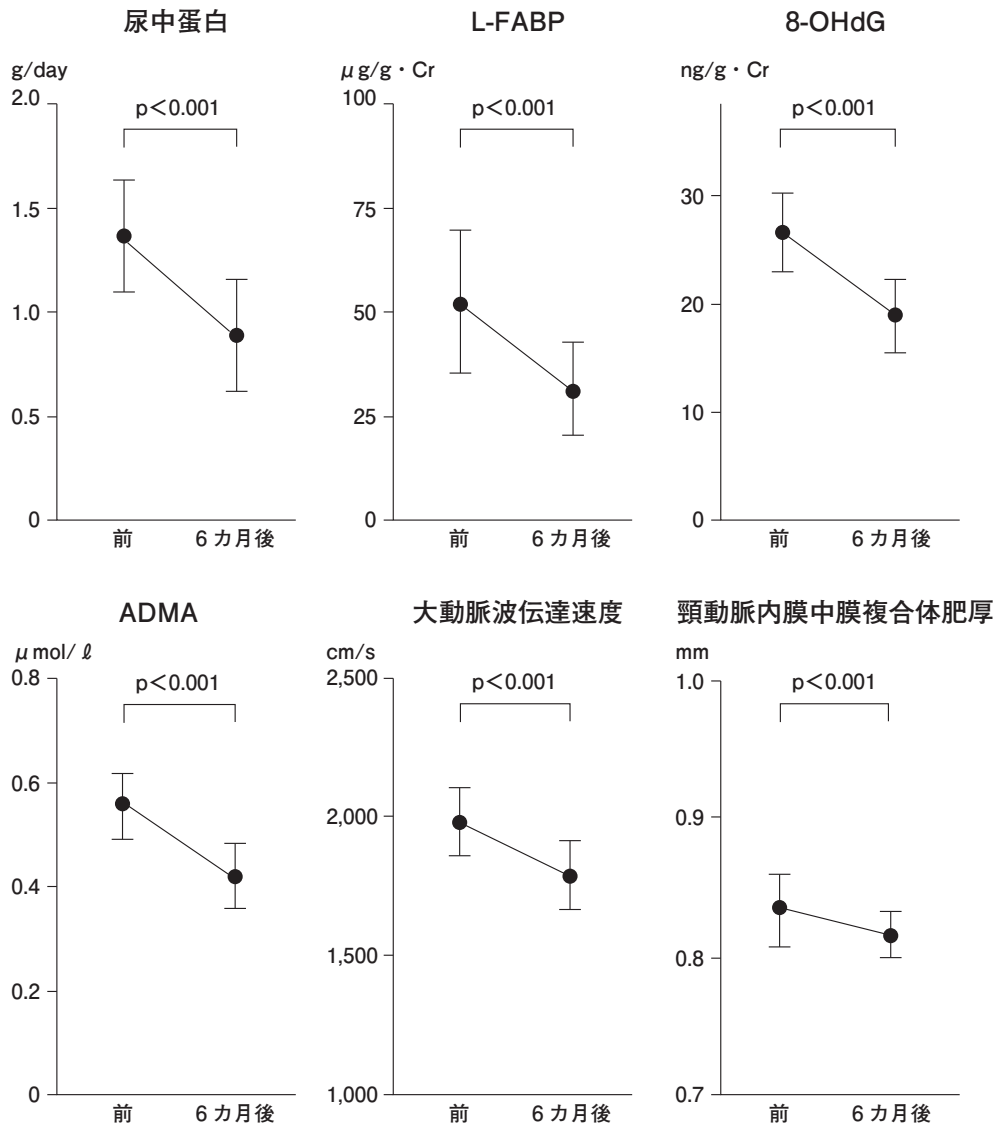 尿中蛋白
g/day
2.0
1.5
1.0
0.5
0
p＜0.001
前
6 カ月後
L-FABP
μg/g・Cr
100
75
50
25
0
p＜0.001
前
6 カ月後
8-OHdG
ng/g・Cr
30
20
10
0
p＜0.001
前
6 カ月後
ADMA
μmol/ℓ
0.8
0.6
0.4
0.2
0
p＜0.001
前
6 カ月後
大動脈波伝達速度
cm/s
2,500
2,000
1,500
1,000
p＜0.001
前
6 カ月後
頸動脈内膜中膜複合体肥厚
mm
1.0
0.9
0.8
0.7
p＜0.001
前
6 カ月後